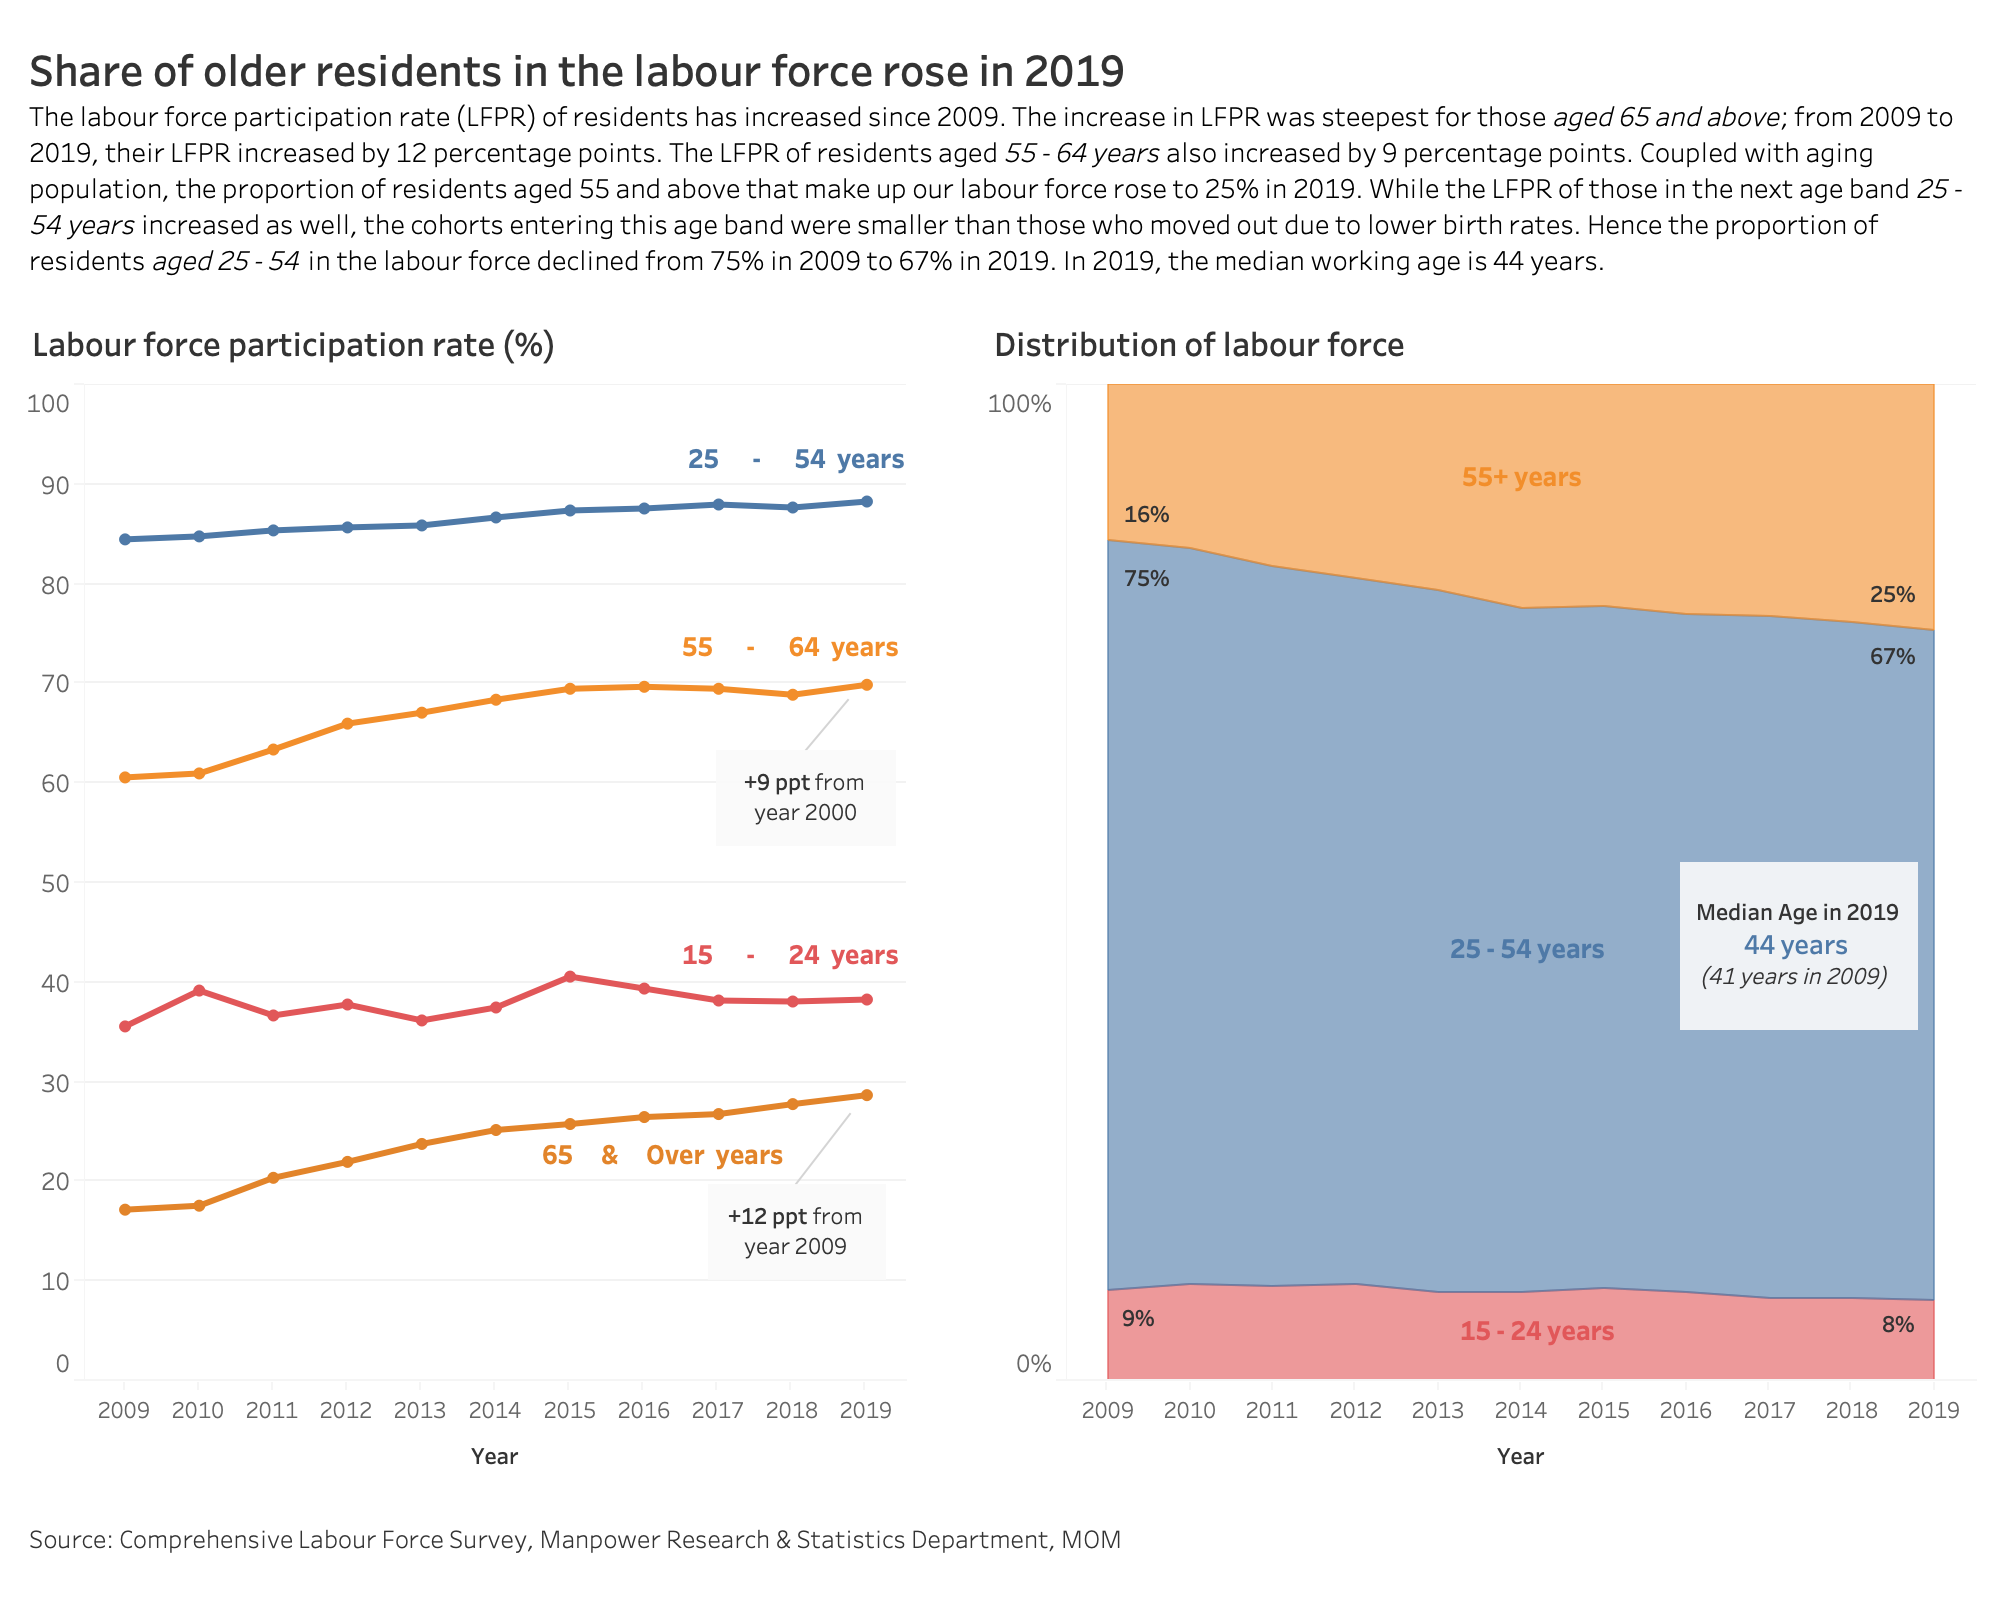 Share of older residents in the labour force rose in 2019
The labour force participation rate (LFPR) of residents has increased since 2009. The increase in LFPR was steepest for those aged 65 and above; from 2009 to
2019, their LFPR increased by 12 percentage points. The LFPR of residents aged 55 - 64 years also increased by 9 percentage points. Coupled with aging
population, the proportion of residents aged 55 and above that make up our labour force rose to 25% in 2019. While the LFPR of those in the next age band 25 -
54 years increased as well, the cohorts entering this age band were smaller than those who moved out due to lower birth rates. Hence the proportion of
residents aged 25 - 54 in the labour force declined from 75% in 2009 to 67% in 2019. In 2019, the median working age is 44 years.
Labour force participation rate (%)
100
90
80
70
60
50
40
30
20
10
0
25 - 54 years
55 - 64 years
+9 ppt from
year 2000
15 - 24 years
65 & Over years
+12 ppt from
year 2009
2009 2010 2011 2012 2013 2014 2015 2016 2017 2018 2019
Year
Distribution of labour force
100%
0%
55+ years
16%
75%
25%
67%
Median Age in 2019
44 years
(41 years in 2009)
25 - 54 years
9%
15 - 24 years
8%
2009 2010 2011 2012 2013 2014 2015 2016 2017 2018 2019
Year
Source: Comprehensive Labour Force Survey, Manpower Research & Statistics Department, MOM